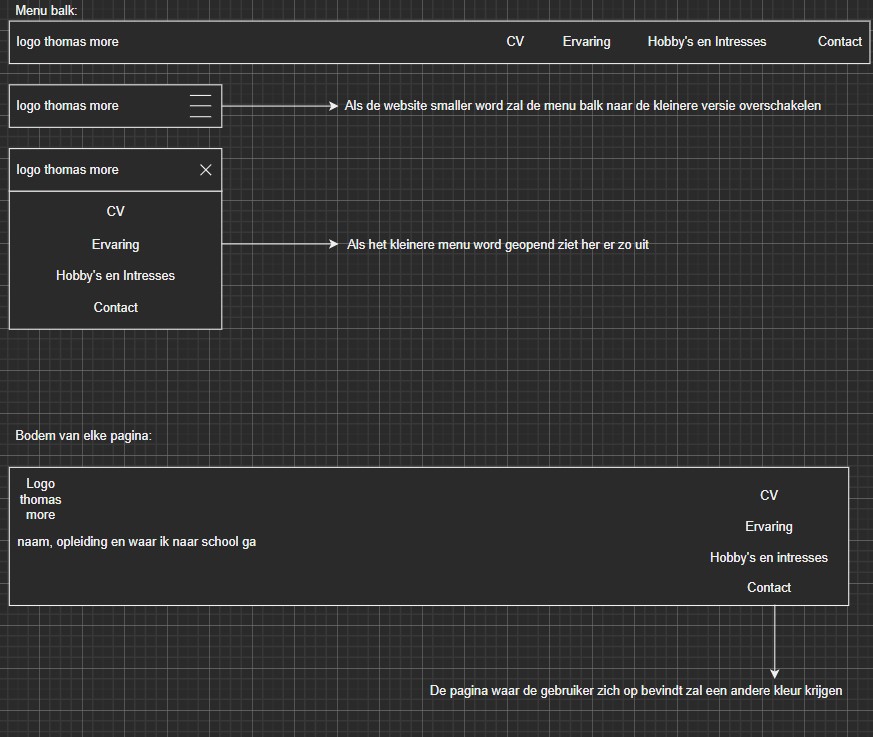 Menu balk:
logo thomas more
CV
Ervaring
Hobby's en Intresses
Contact
logo thomas more
Als de website smaller word zal de menu balk naar de kleinere versie overschakelen
logo thomas more
CV
Ervaring
Hobby's en Intresses
Contact
Als het kleinere menu word geopend ziet her er zo uit
Bodem van elke pagina:
Logo
thomas
more
naam, opleiding en waar ik naar school ga
CV
Ervaring
Hobby's en intresses
Contact
De pagina waar de gebruiker zich op bevindt zal een andere kleur krijgen